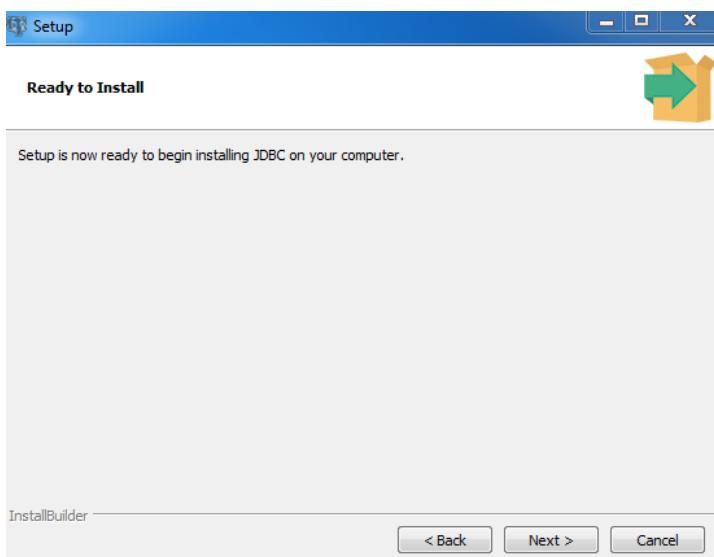 Setup
Ready to Install
Setup is now ready to begin installing JDBC on your computer.
InstallBuilder
< Back Next > Cancel